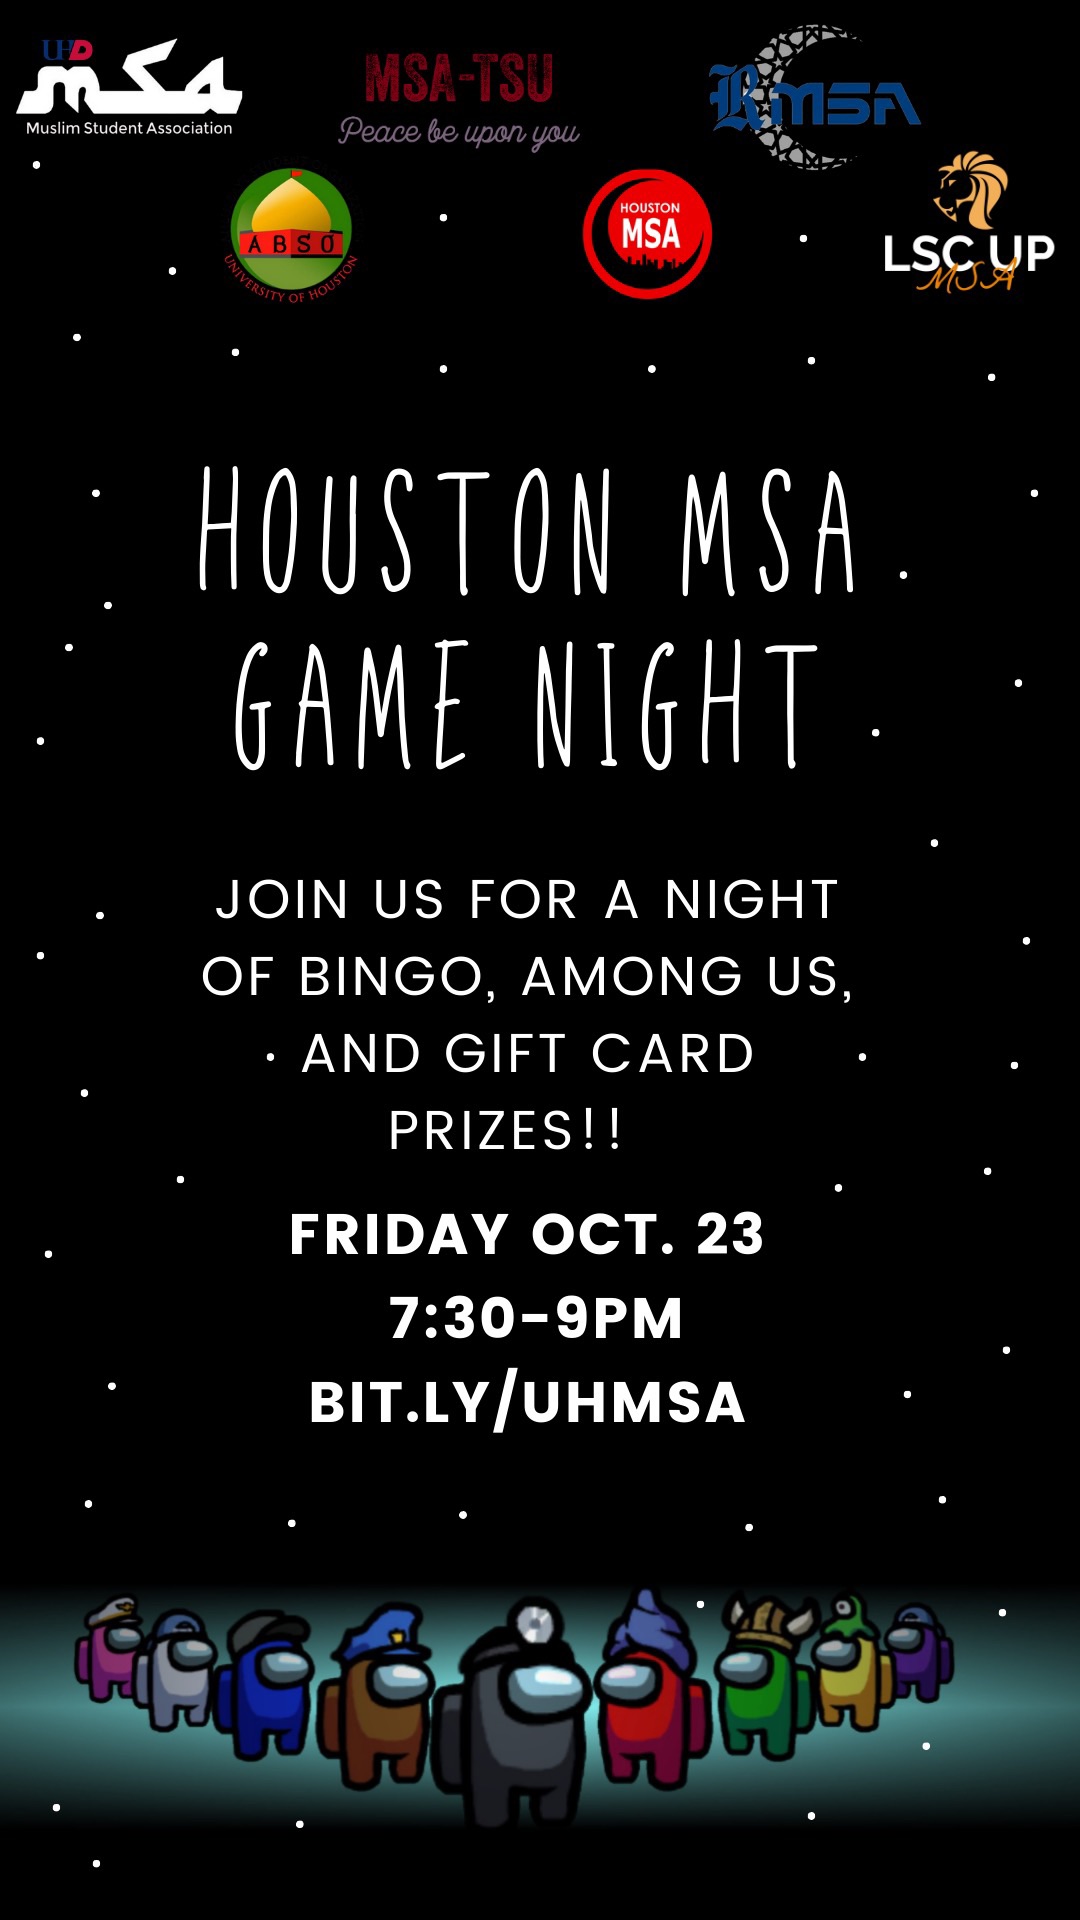 UHD
mSa
Muslim Student Association
MSA-TSU
Peace be upon you
R MSA
ABSO
UNIVERSITY OF HOUSTON
HOUSTON
MSA
LSC UP
MSA
HOUSTON MSA
GAME NIGHT
JOIN US FOR A NIGHT
OF BINGO, AMONG US,
AND GIFT CARD
PRIZES!!
FRIDAY OCT. 23
7:30-9PM
BIT.LY/UHMSA